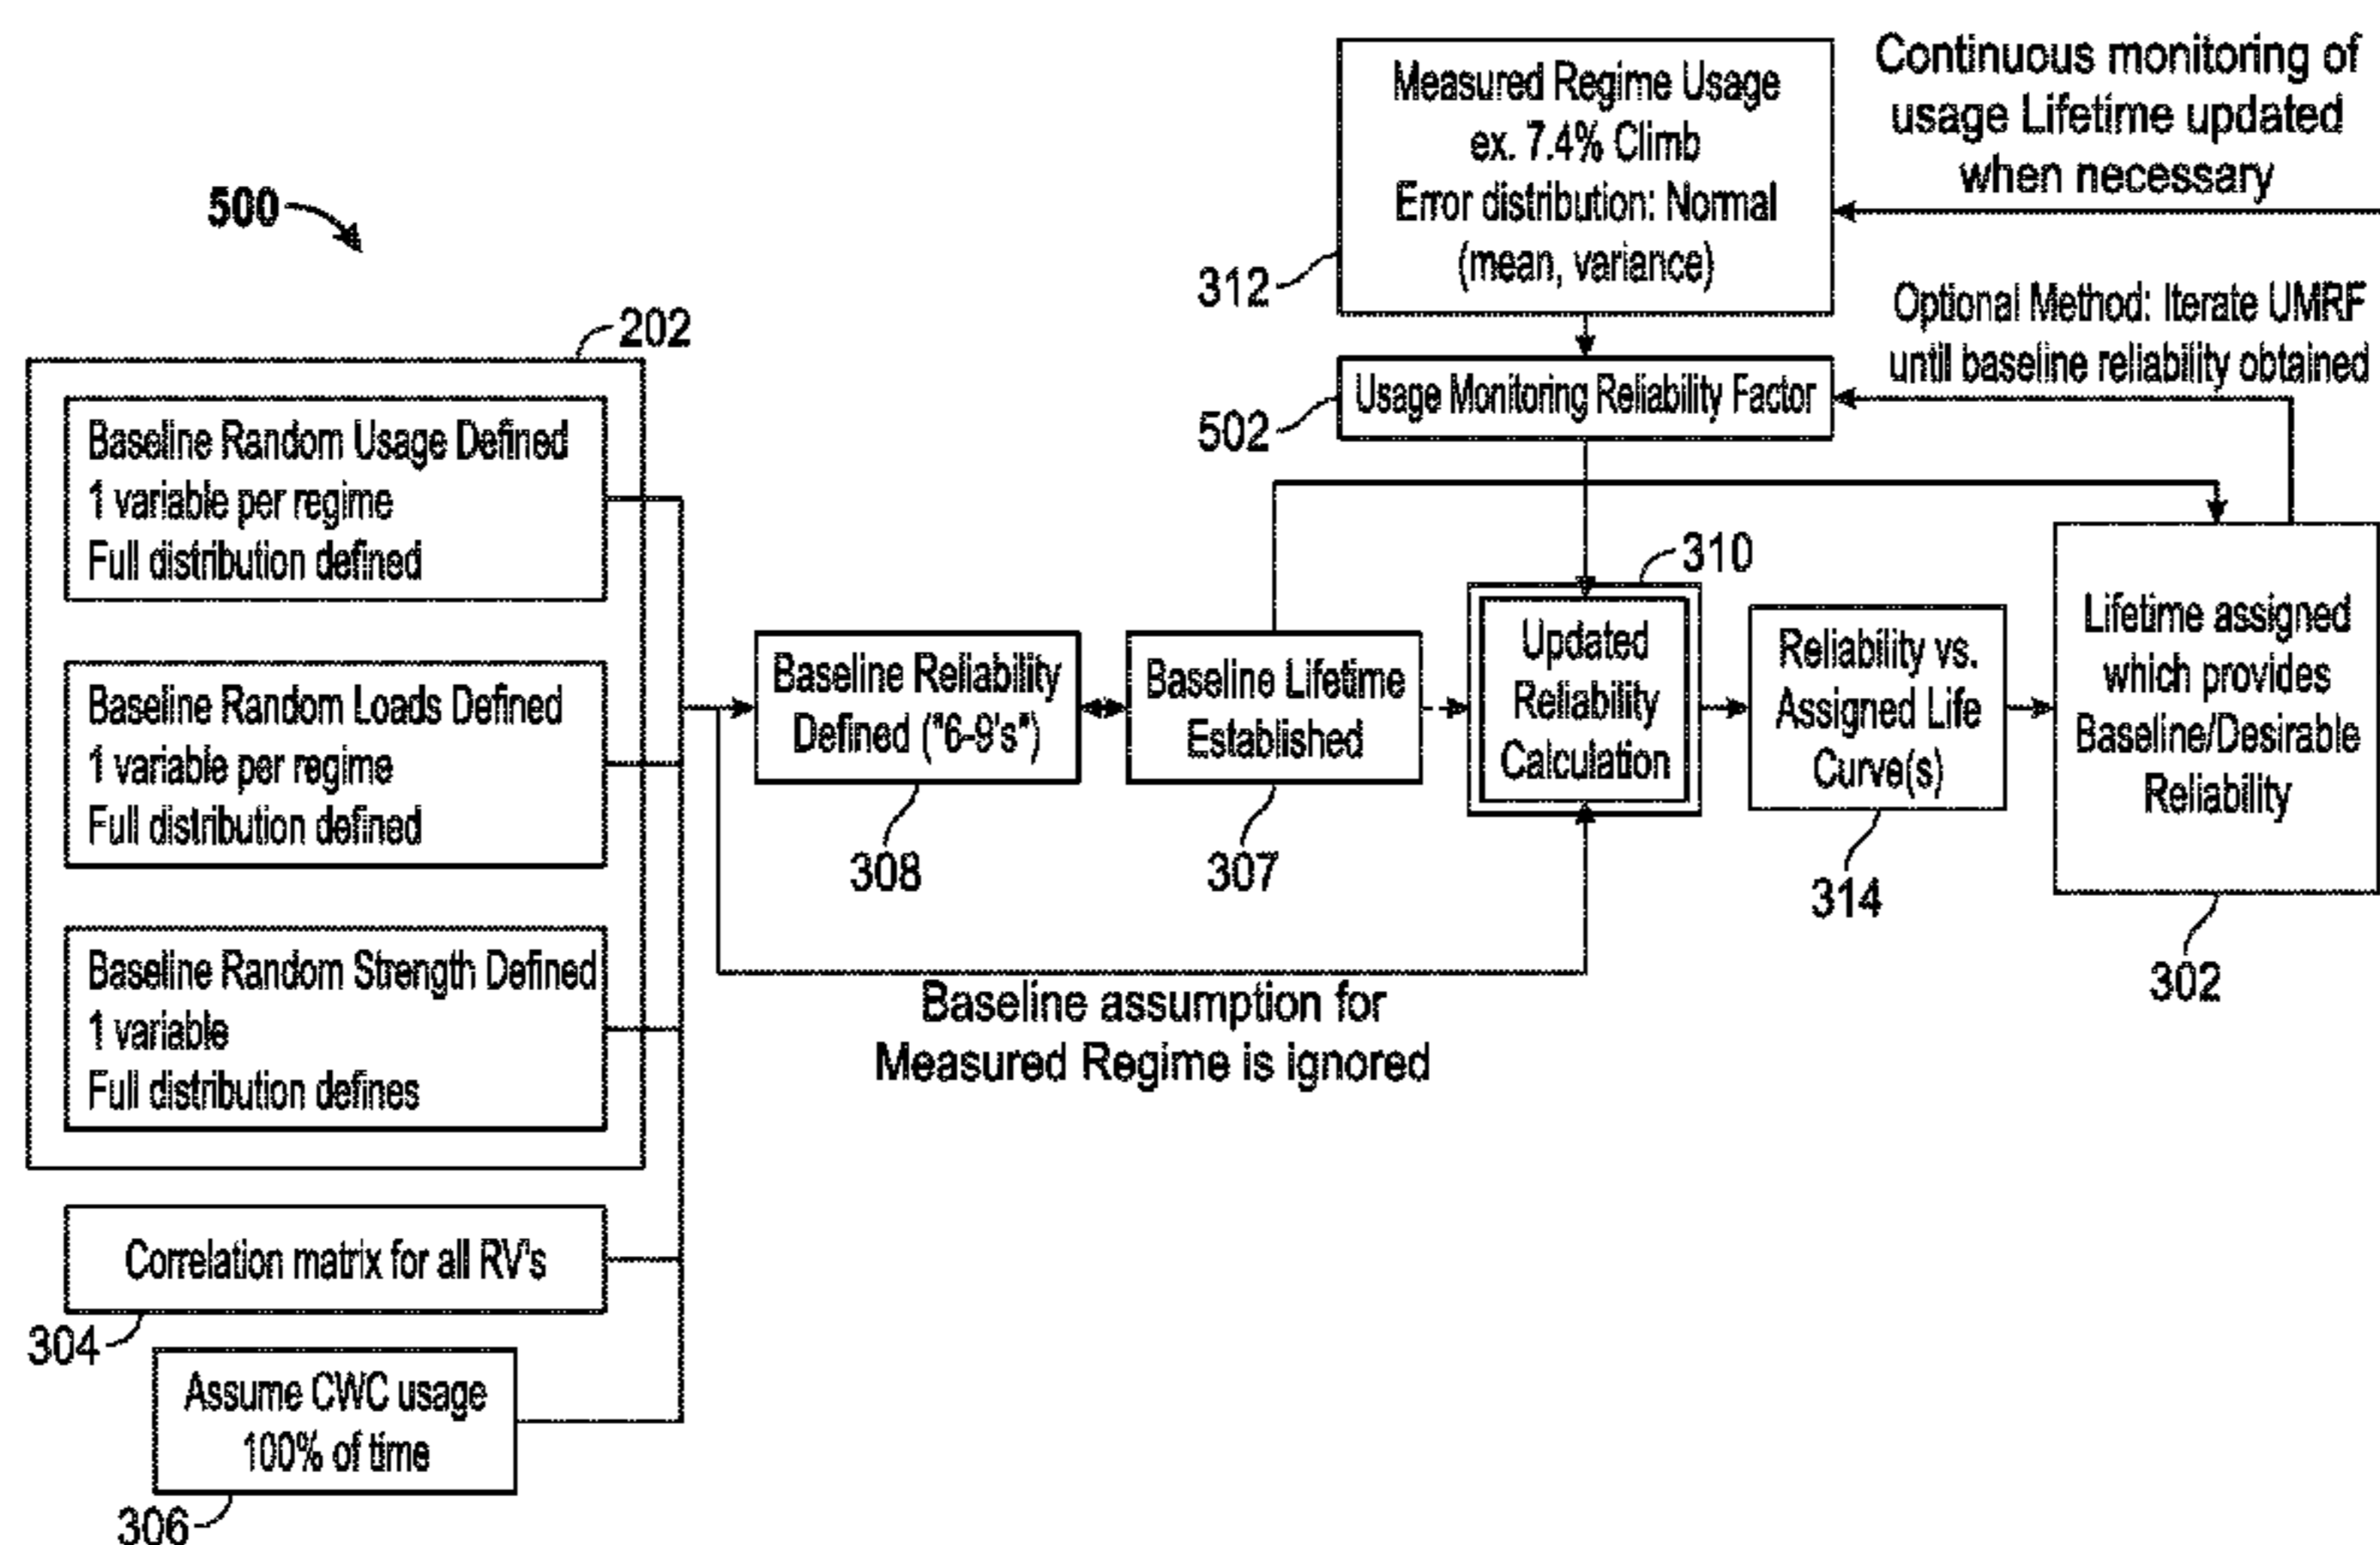 500
202
Baseline Random Usage Defined
1 variable per regime
Full distribution defined
Baseline Random Loads Defined
1 variable per regime
Full distribution defined
Baseline Random Strength Defined
1 variable
Full distribution defines
Correlation matrix for all RV's
304
Assume CWC usage
100% of time
306
Baseline Reliability
Defined ("6-9's")
308
Baseline Lifetime
Established
307
Baseline assumption for
Measured Regime is ignored
Measured Regime Usage
ex. 7.4% Climb
Error distribution: Normal
(mean, variance)
312
Usage Monitoring Reliability Factor
502
Continuous monitoring of
usage Lifetime updated
when necessary
Optional Method: Iterate UMRF
until baseline reliability obtained
310
Updated
Reliability
Calculation
Reliability vs.
Assigned Life
Curve(s)
314
Lifetime assigned
which provides
Baseline/Desirable
Reliability
302